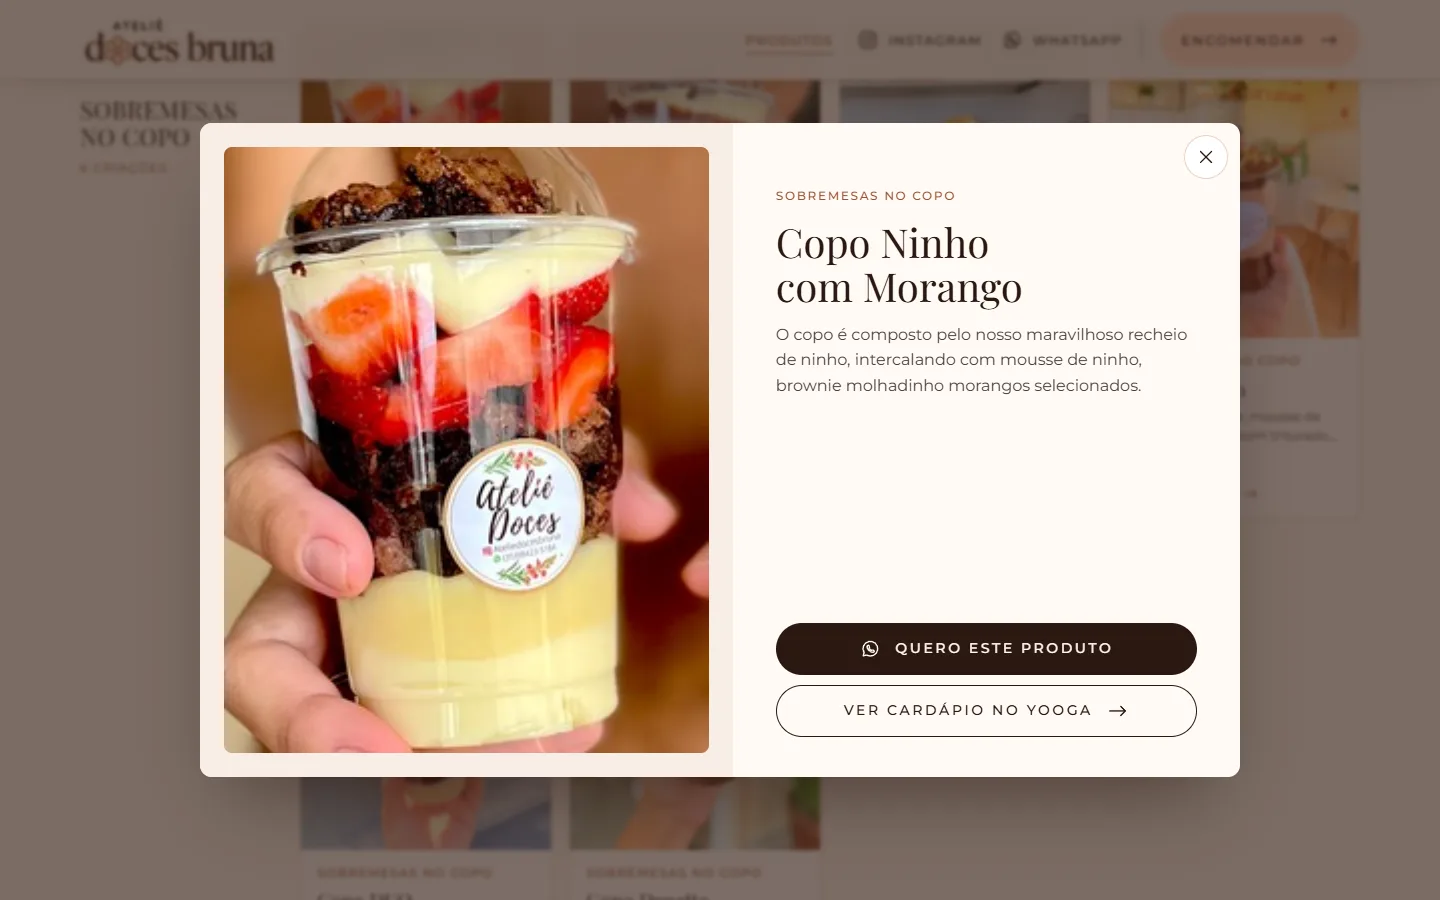 ATELIÊ
doces bruna
PRODUTOS
INSTAGRAM
WHATSAPP
ENCOMENDAR
SOBREMESAS
NO COPO
SOBREMESAS NO COPO
Copo Ninho
com Morango
O copo é composto pelo nosso maravilhoso recheio
de ninho, intercalando com mousse de ninho,
brownie molhadinho morangos selecionados.
QUERO ESTE PRODUTO
VER CARDÁPIO NO YOOGA
Ateliê
Doces
SOBREMESAS NO COPO
SOBREMESAS NO COPO